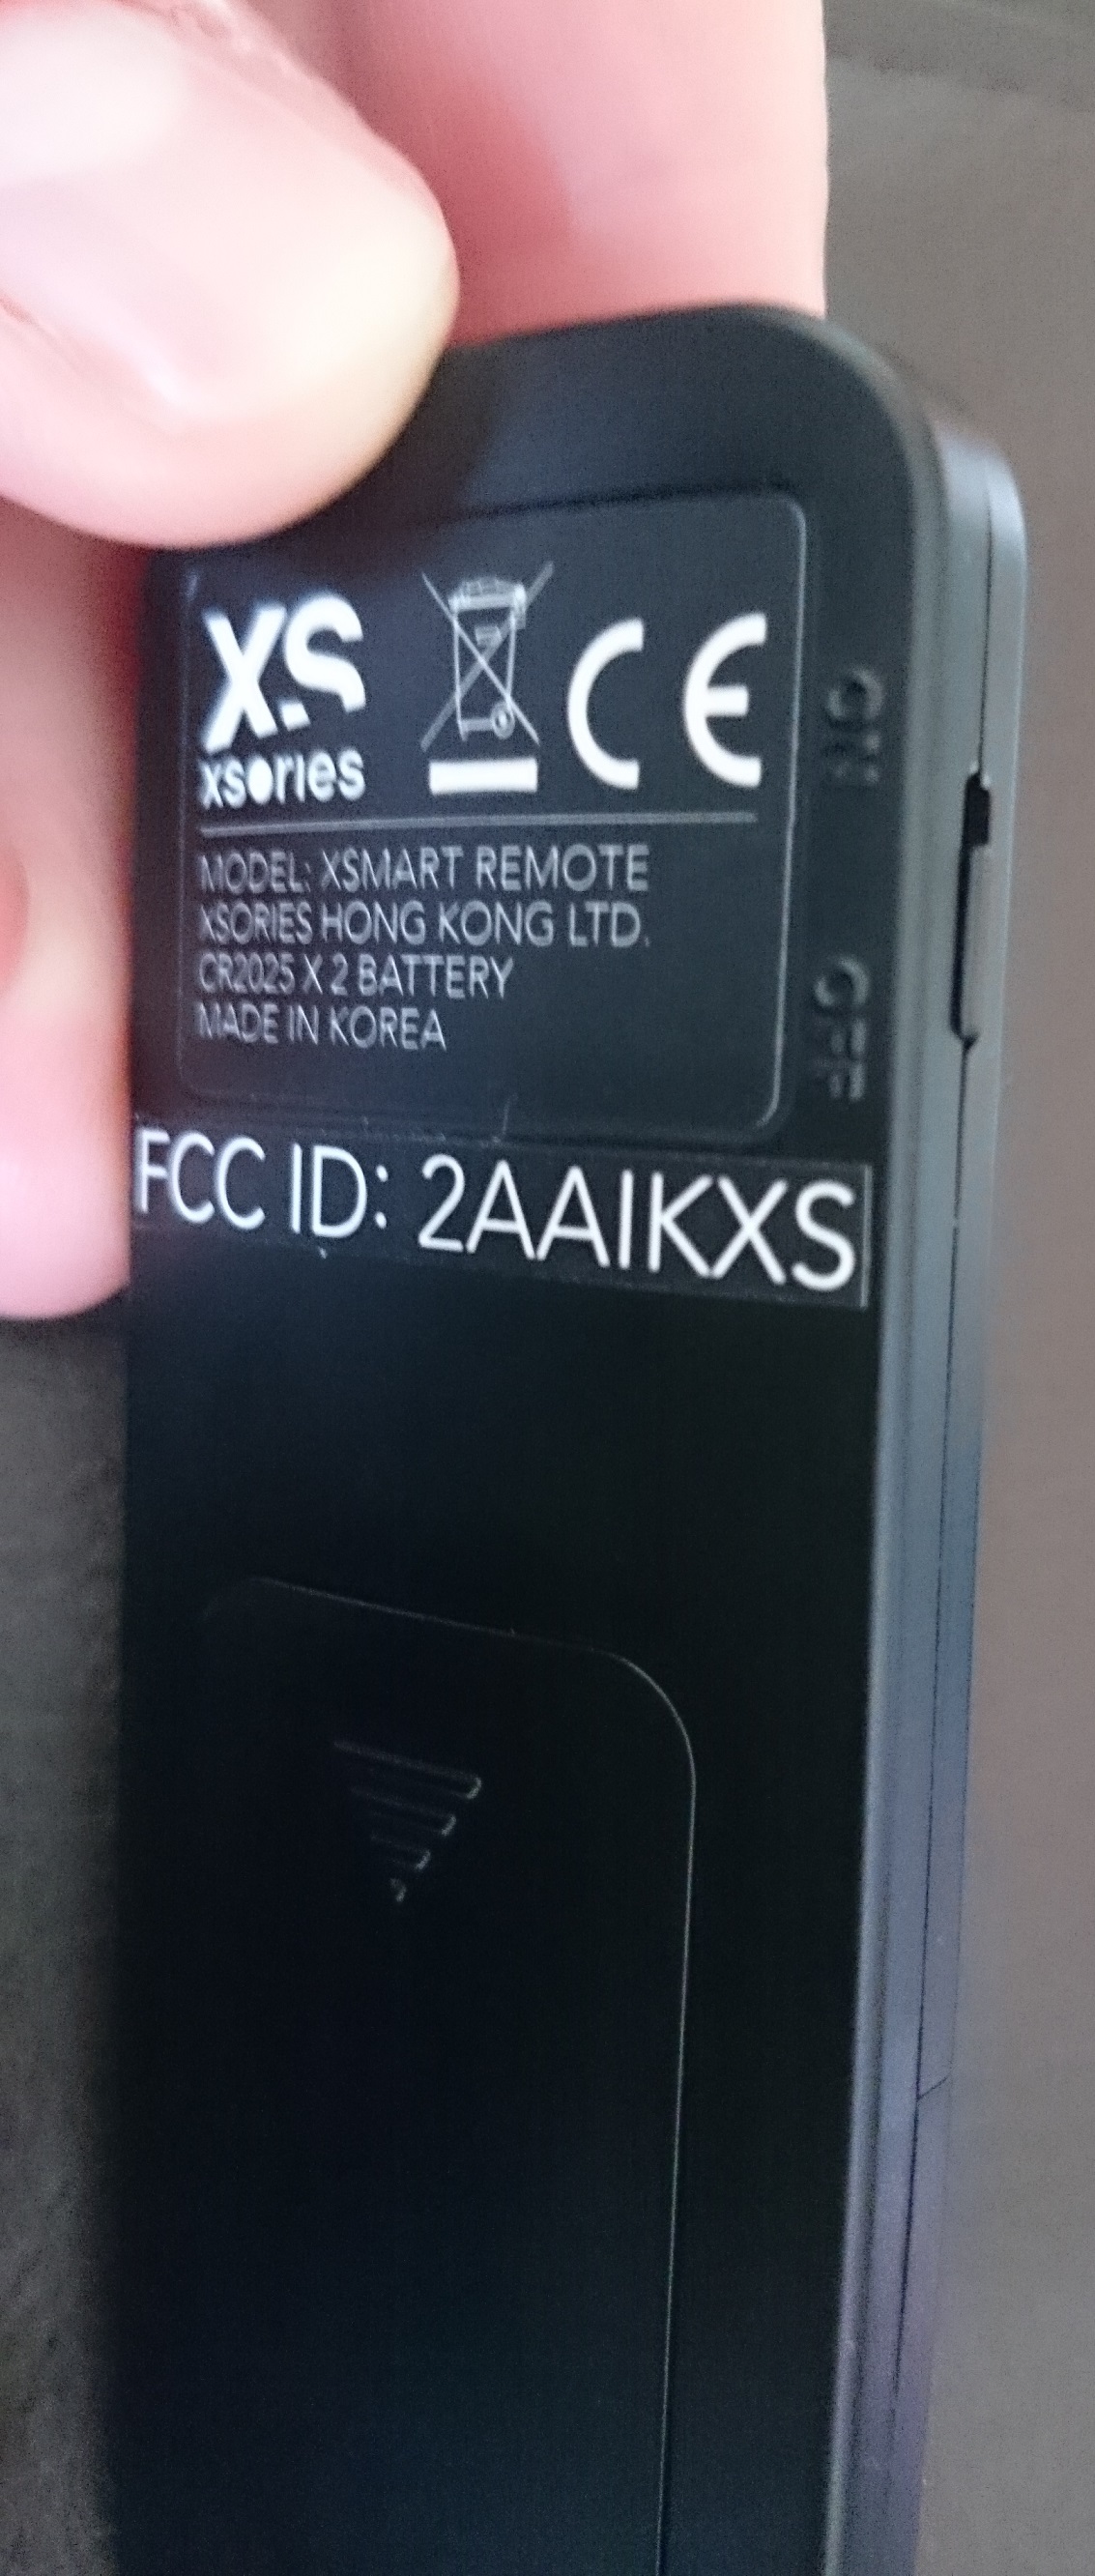 XS
xsories
CE
MODEL: XSMART REMOTE
XSORIES HONG KONG LTD.
CR2025 X 2 BATTERY
MADE IN KOREA
ON
OFF
FCC ID: 2AAIKXS